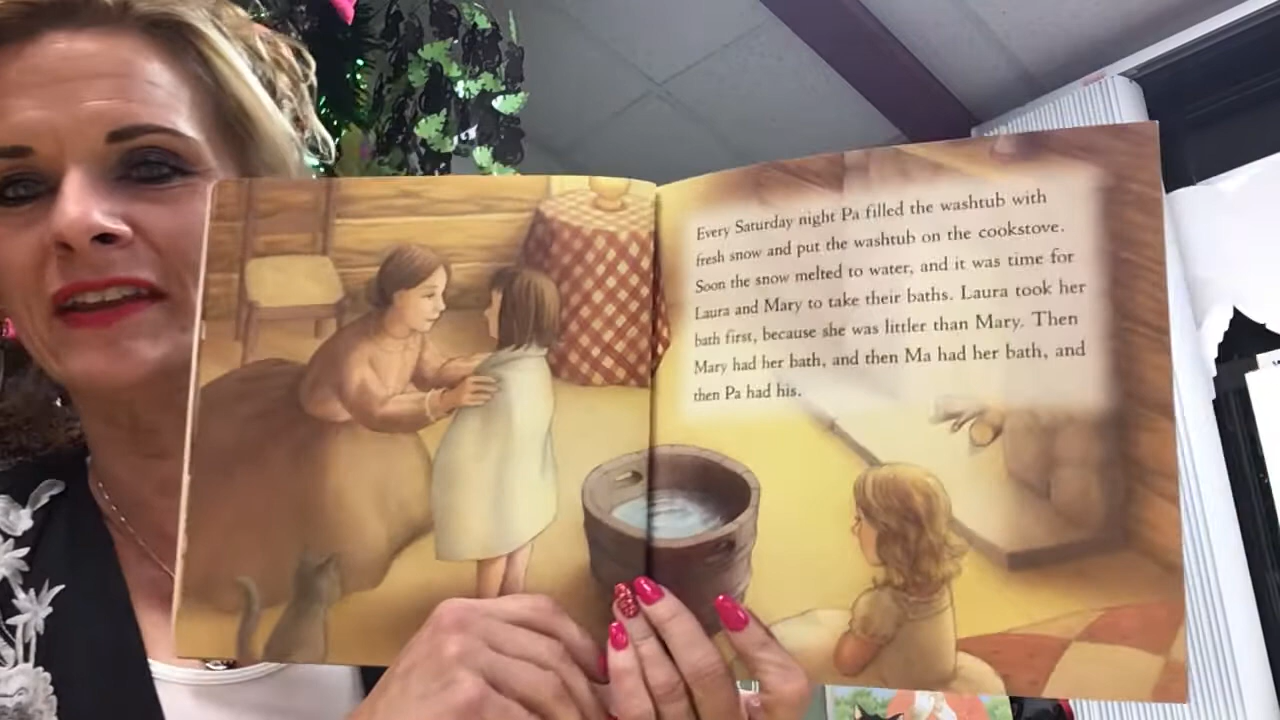 Every Saturday night Pa filled the washtub with
fresh snow and put the washtub on the cookstove.
Soon the snow melted to water, and it was time for
Laura and Mary to take their baths. Laura took her
bath first, because she was littler than Mary. Then
Mary had her bath, and then Ma had her bath, and
then Pa had his.